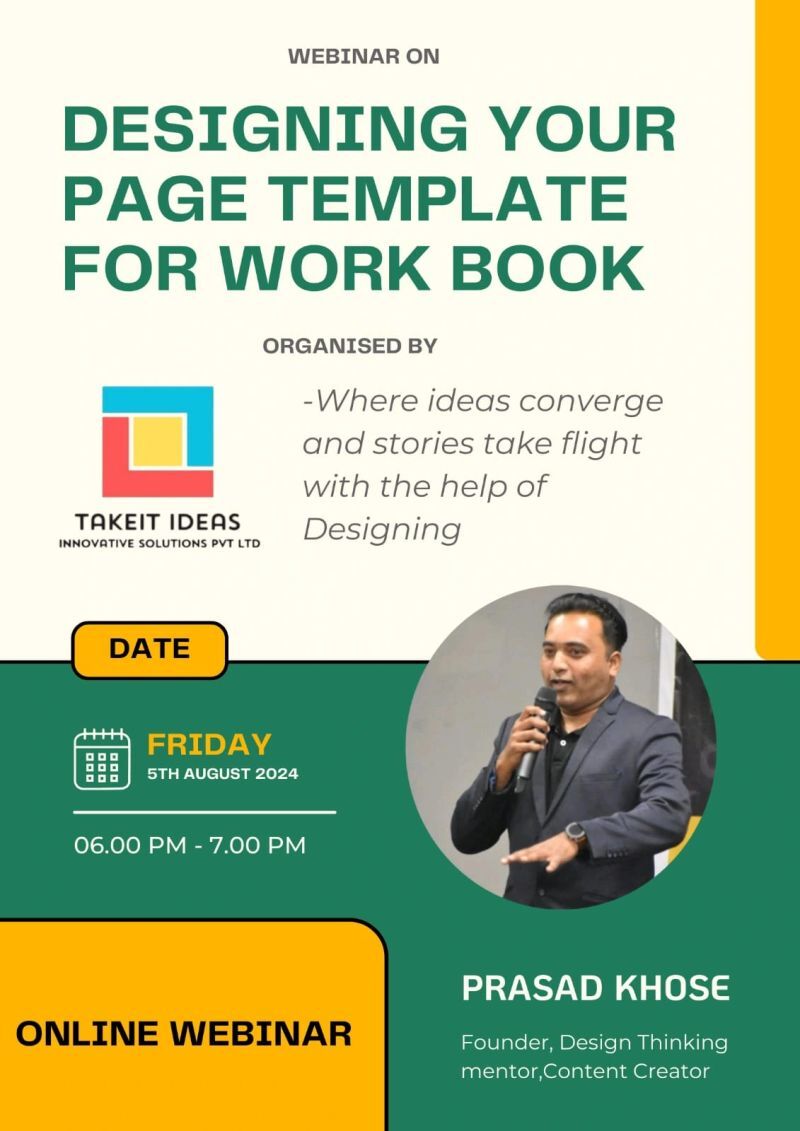 WEBINAR ON
DESIGNING YOUR
PAGE TEMPLATE
FOR WORK BOOK
ORGANISED BY
TAKEIT IDEAS
INNOVATIVE SOLUTIONS PVT LTD
-Where ideas converge
and stories take flight
with the help of
Designing
DATE
FRIDAY
5TH AUGUST 2024
06.00 PM - 7.00 PM
ONLINE WEBINAR
PRASAD KHOSE
Founder, Design Thinking
mentor,Content Creator